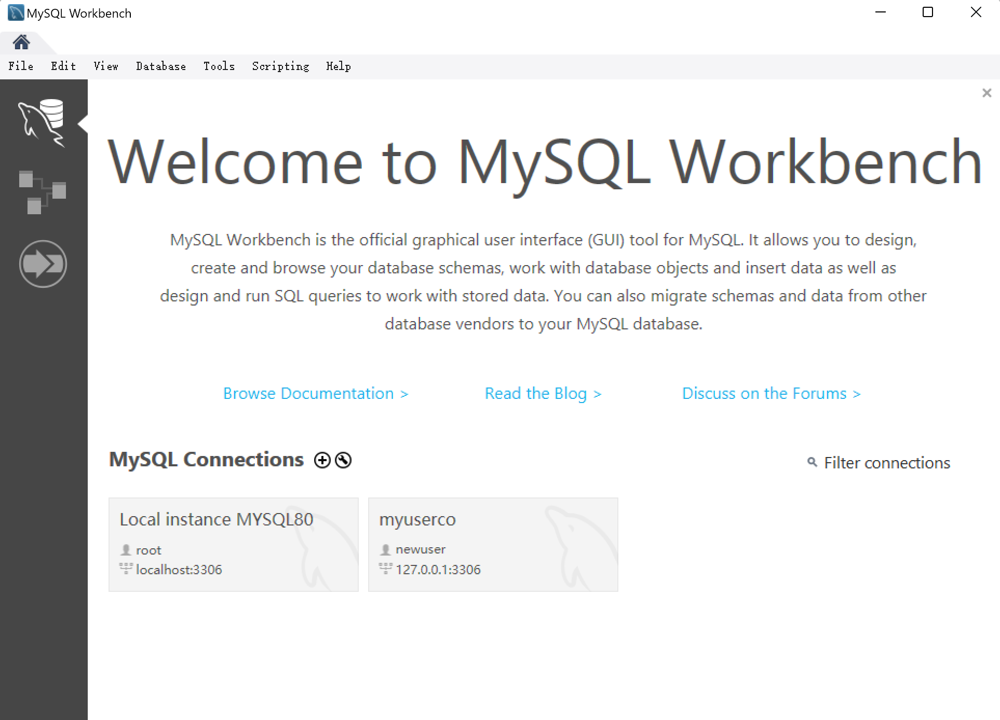 MySQL Workbench
File Edit View Database Tools Scripting Help
Welcome to MySQL Workbench
MySQL Workbench is the official graphical user interface (GUI) tool for MySQL. It allows you to design,
create and browse your database schemas, work with database objects and insert data as well as
design and run SQL queries to work with stored data. You can also migrate schemas and data from other
database vendors to your MySQL database.
Browse Documentation > Read the Blog > Discuss on the Forums >
MySQL Connections
Filter connections
Local instance MYSQL80
root
localhost:3306
myuserco
newuser
127.0.0.1:3306